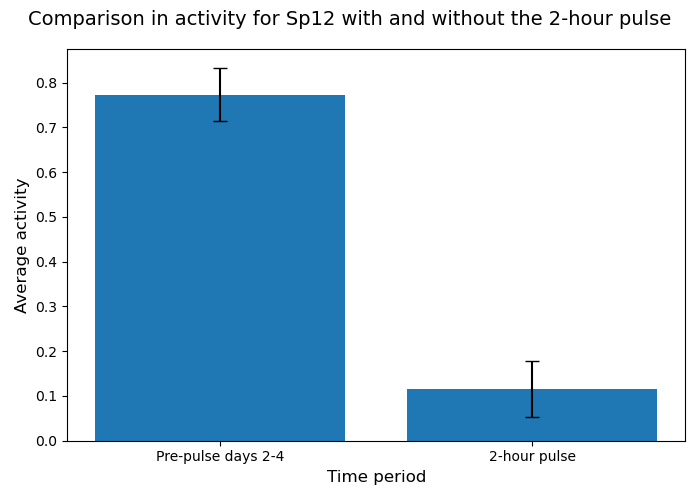 Comparison in activity for Sp12 with and without the 2-hour pulse
0.8
0.7
0.6
0.5
0.4
0.3
0.2
0.1
0.0
Average activity
Pre-pulse days 2-4
2-hour pulse
Time period